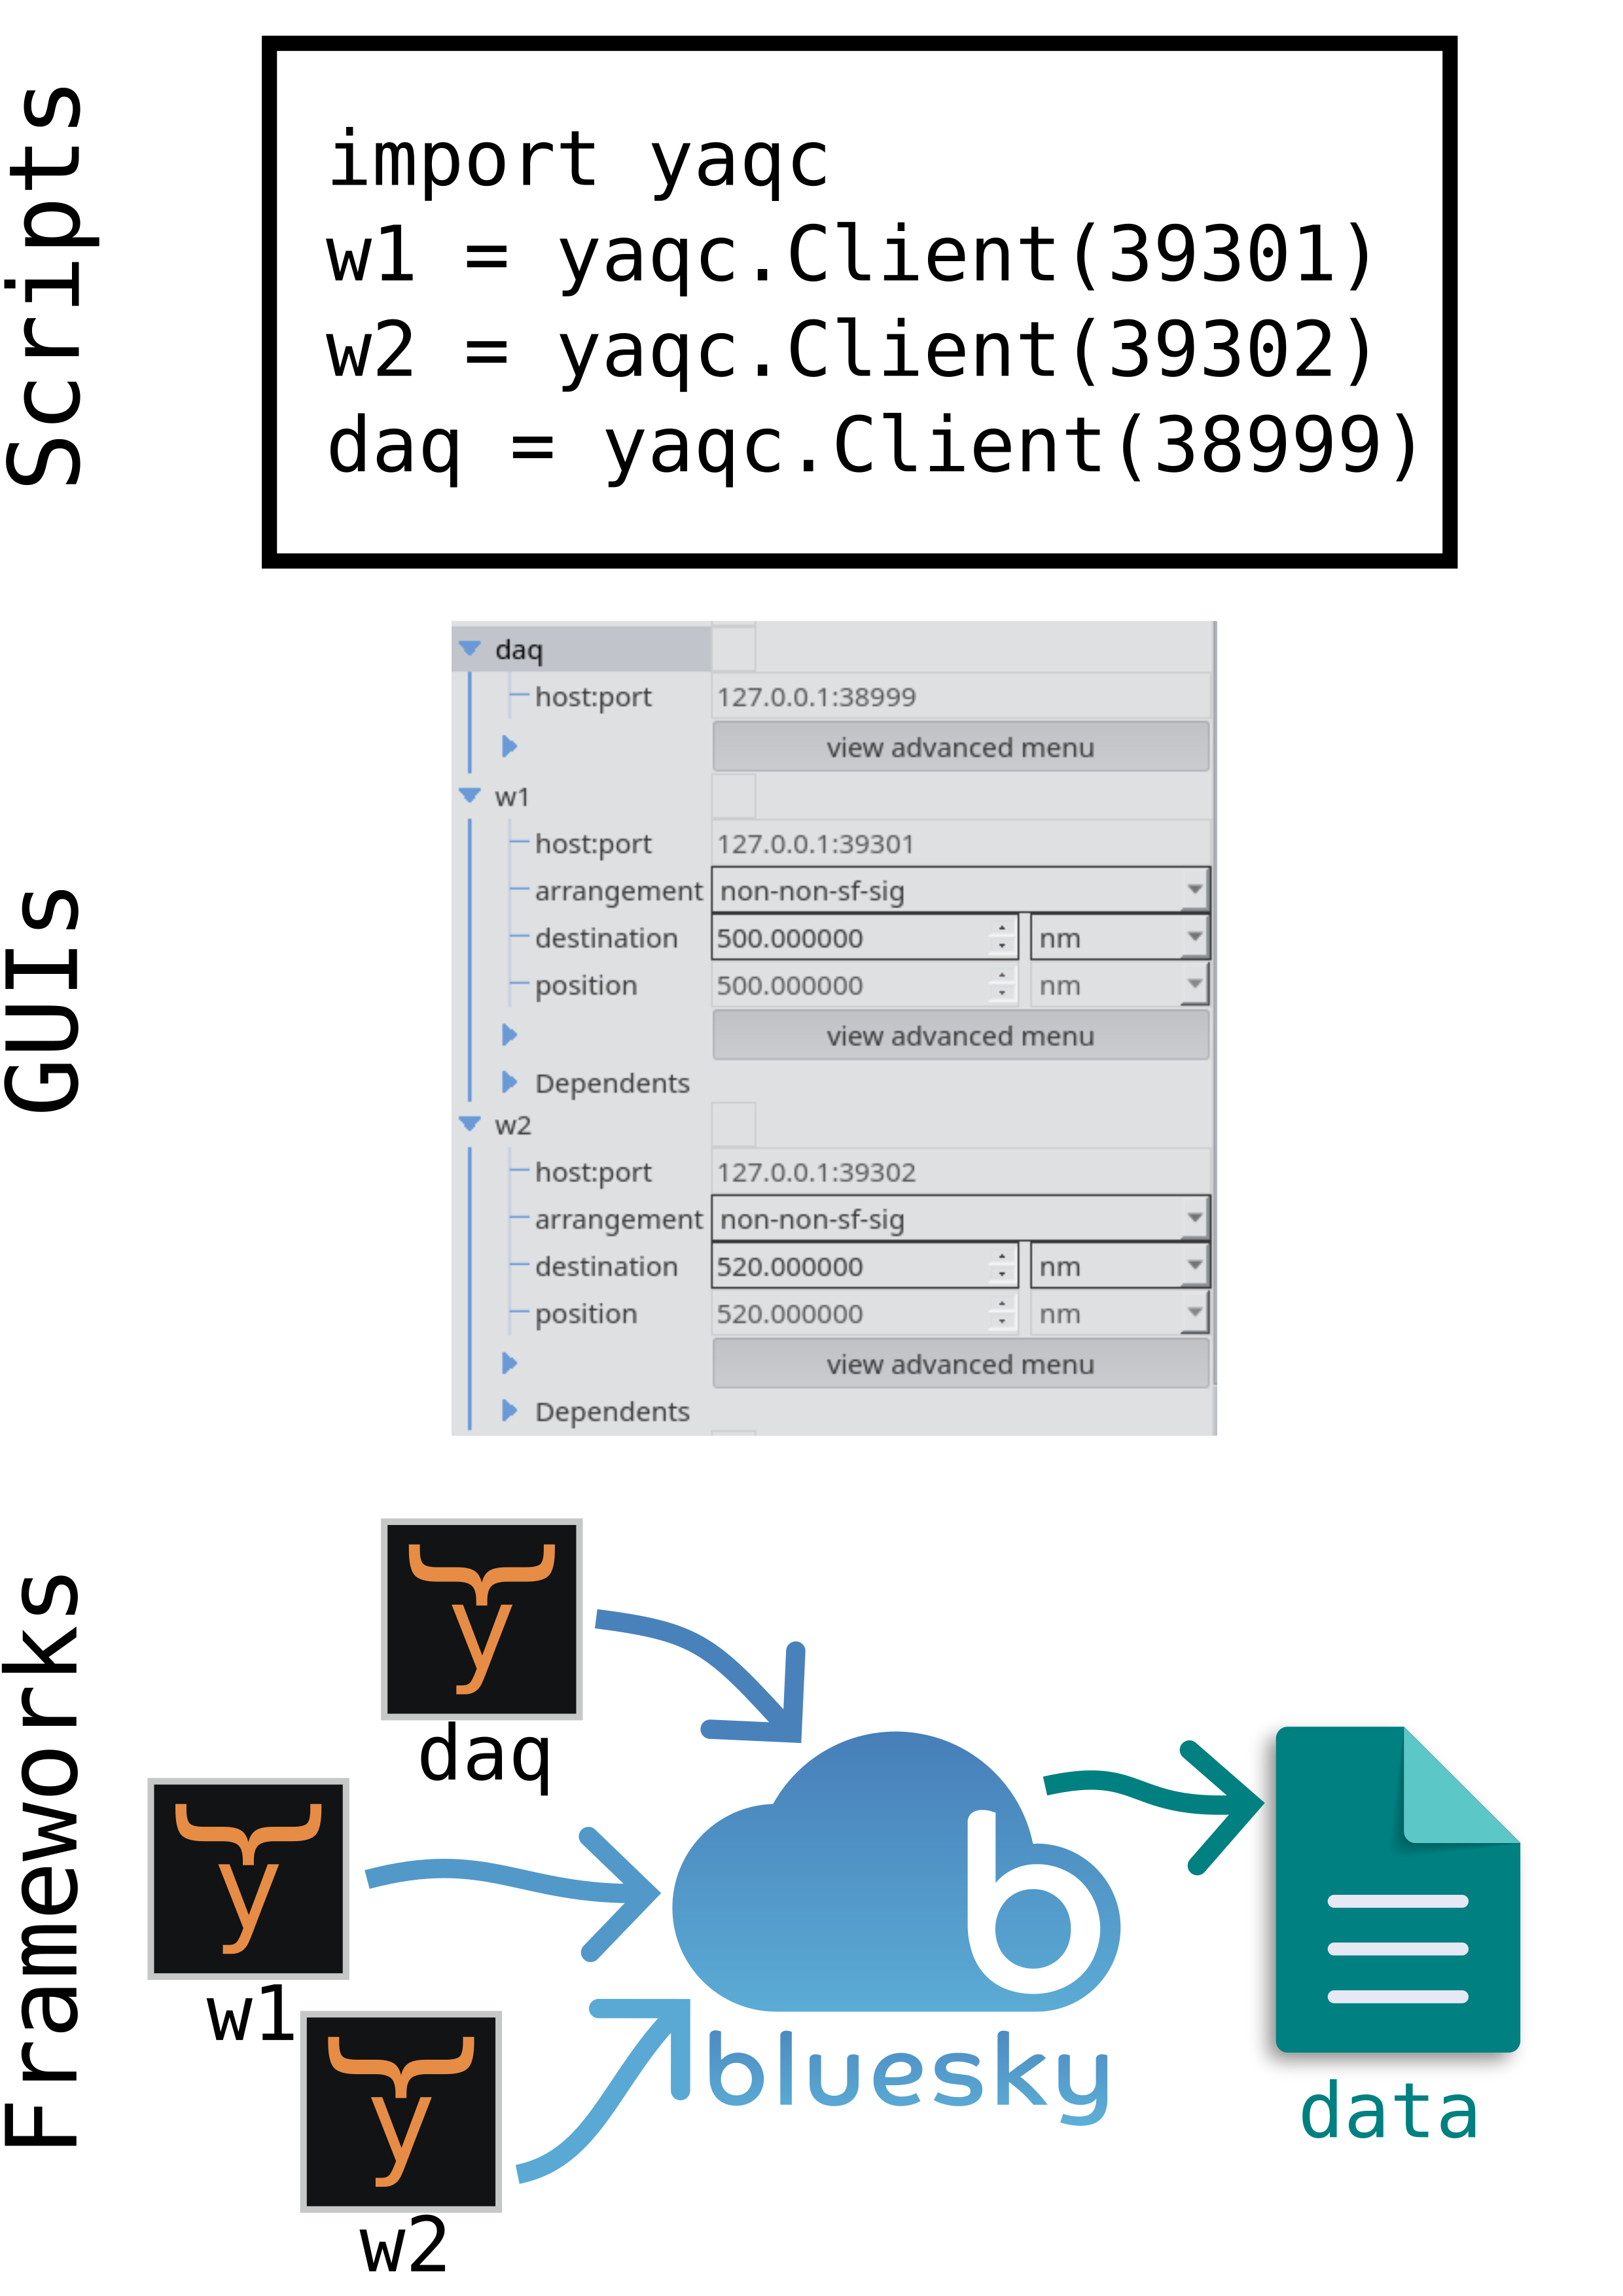 Scripts
import yaqc
w1 = yaqc.Client(39301)
w2 = yaqc.Client(39302)
daq = yaqc.Client(38999)
GUIs
daq
host:port 127.0.0.1:38999
view advanced menu
w1
host:port 127.0.0.1:39301
arrangement non-non-sf-sig
destination 500.000000 nm
position 500.000000 nm
view advanced menu
Dependents
w2
host:port 127.0.0.1:39302
arrangement non-non-sf-sig
destination 520.000000 nm
position 520.000000 nm
view advanced menu
Dependents
Frameworks
y
daq
y
w1
y
w2
b
bluesky
data